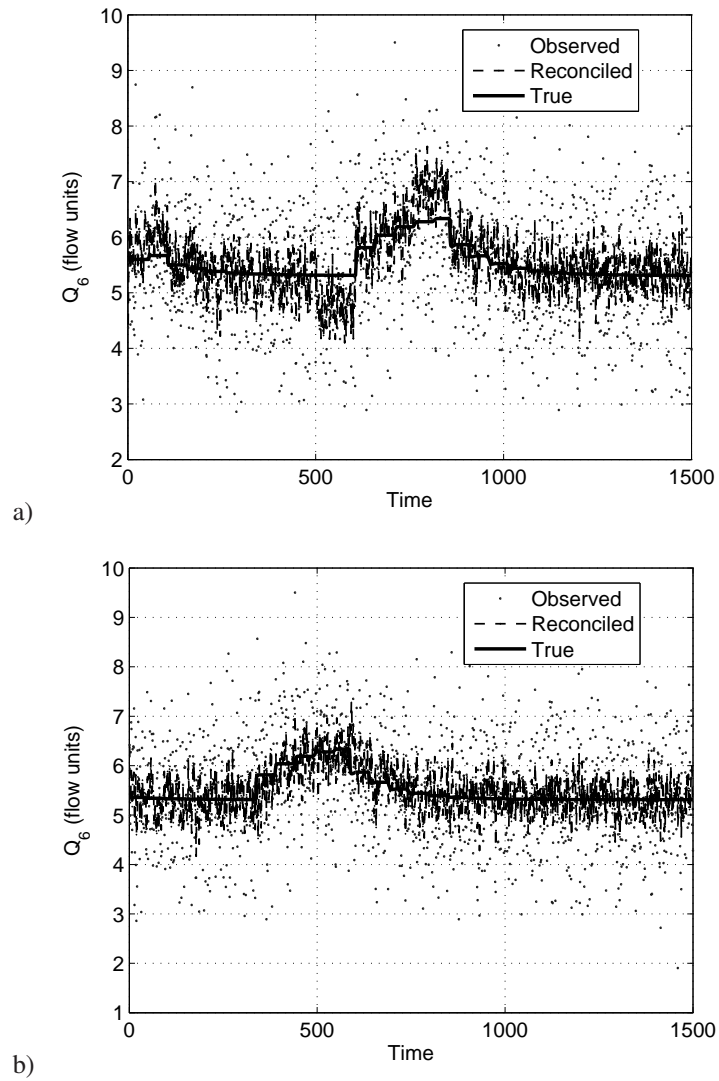 10
9
8
7
6
5
4
3
2
Q6 (flow units)
Observed
Reconciled
True
0 500 1000 1500
Time
a)
10
9
8
7
6
5
4
3
2
1
Q6 (flow units)
Observed
Reconciled
True
0 500 1000 1500
Time
b)